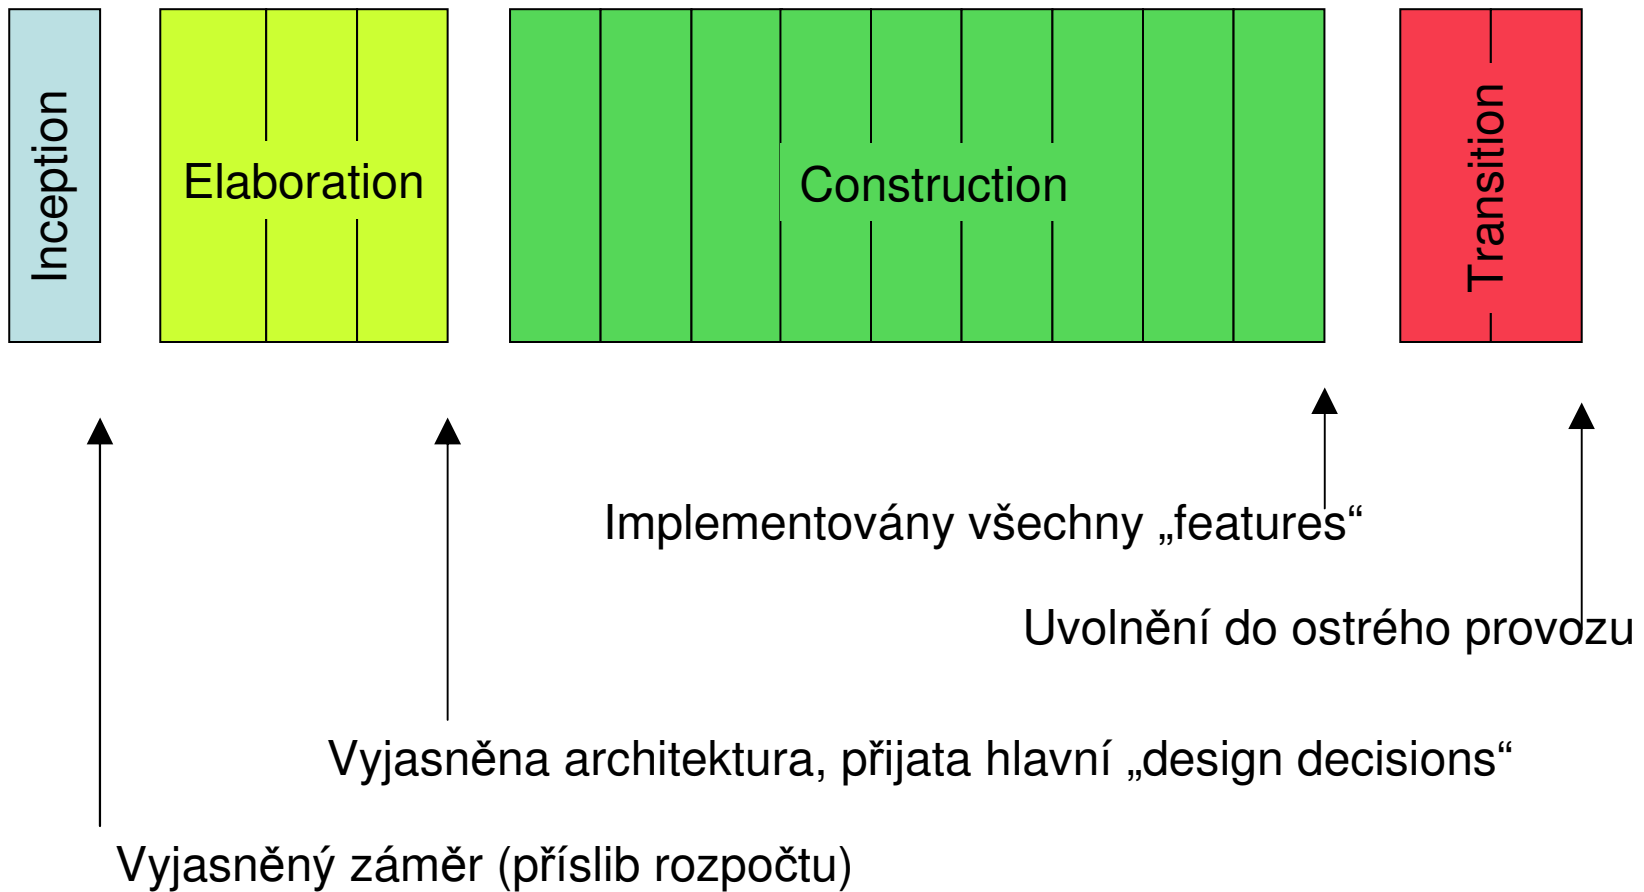 Inception
Elaboration
Construction
Transition
Implementovány všechny „features“
Uvolnění do ostrého provozu
Vyjasněna architektura, přijata hlavní „design decisions“
Vyjasněný záměr (příslib rozpočtu)